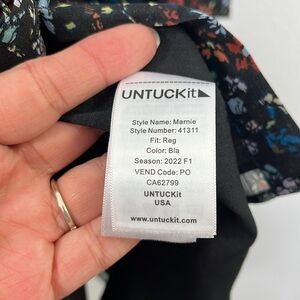 UNTUCKit
Style Name: Marnie
Style Number: 41311
Fit: Reg
Color: Bla
Season: 2022 F1
VEND Code: PO
CA62799
UNTUCKit
USA
www.untuckit.com